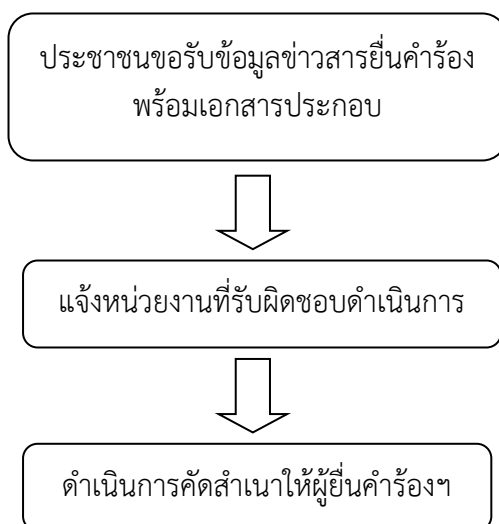 ประชาชนขอรับข้อมูลข่าวสารยื่นคำร้อง
พร้อมเอกสารประกอบ
แจ้งหน่วยงานที่รับผิดชอบดำเนินการ
ดำเนินการคัดสำเนาให้ผู้ยื่นคำร้องฯ